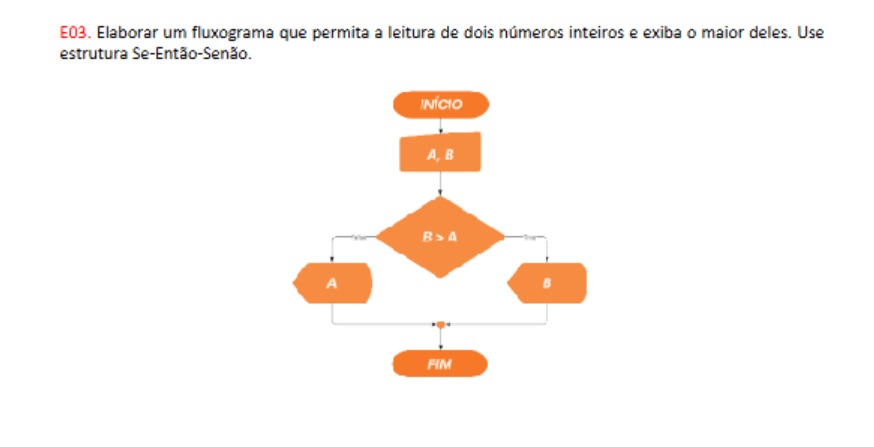 E03. Elaborar um fluxograma que permita a leitura de dois números inteiros e exiba o maior deles. Use
estrutura Se-Então-Senão.
INÍCIO
A, B
B > A
False
True
A
B
FIM